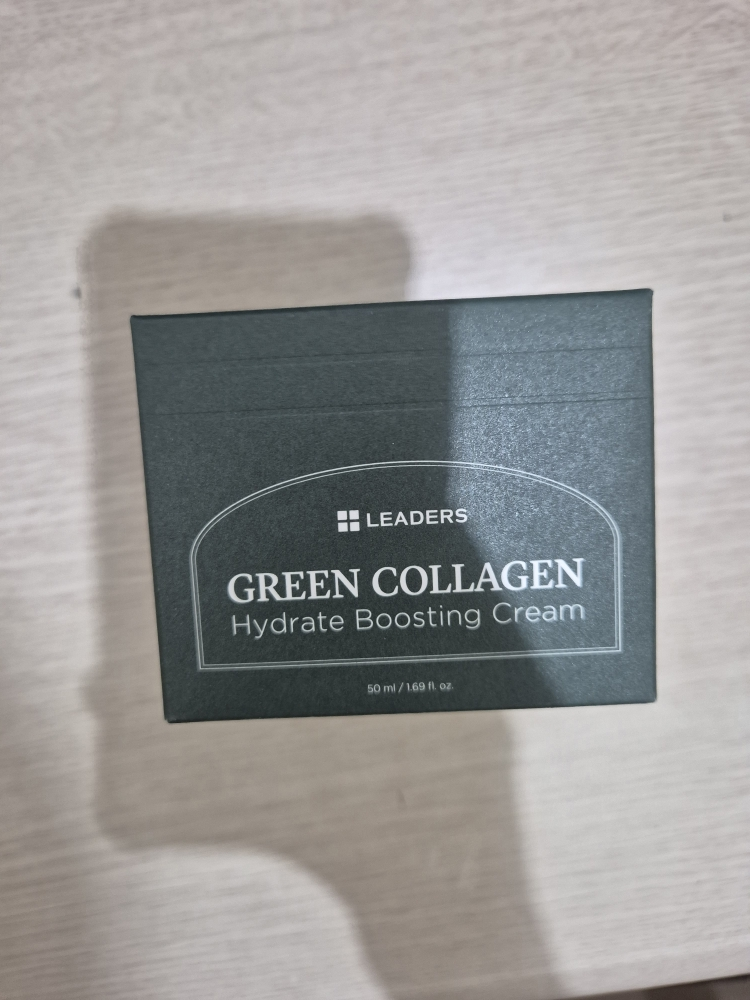 LEADERS
GREEN COLLAGEN
Hydrate Boosting Cream
50 ml / 1.69 fl. oz.